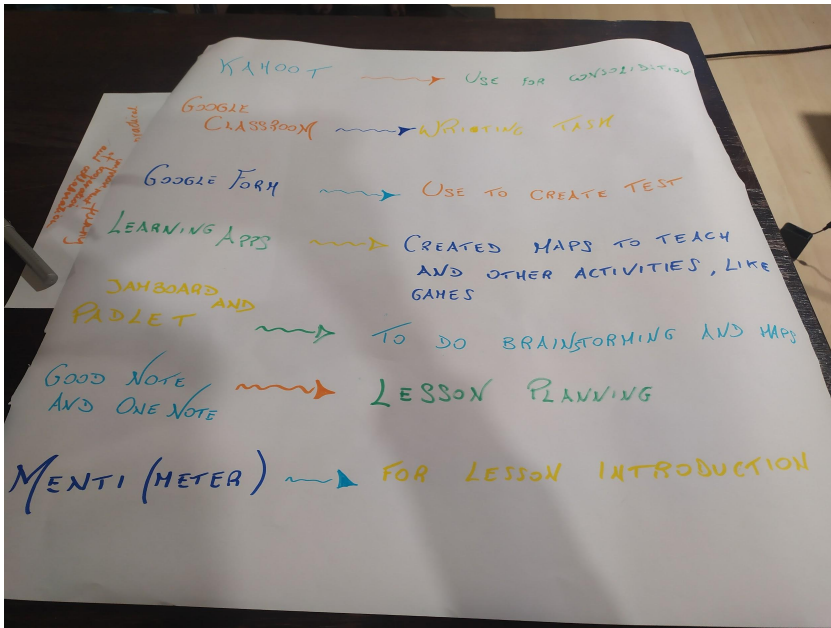 KAHOOT → USE FOR CONSOLIDATION
GOOGLE
CLASSROOM → WRIOTING TASK
GOOGLE FORM → USE TO CREATE TEST
LEARNING APPS → CREATED MAPS TO TEACH
AND OTHER ACTIVITIES, LIKE
GAMES
JAMBOARD AND
PADLET → TO DO BRAINSTORMING AND MAPS
GOOD NOTE
AND ONE NOTE → LESSON PLANNING
MENTI (METER) → FOR LESSON INTRODUCTION